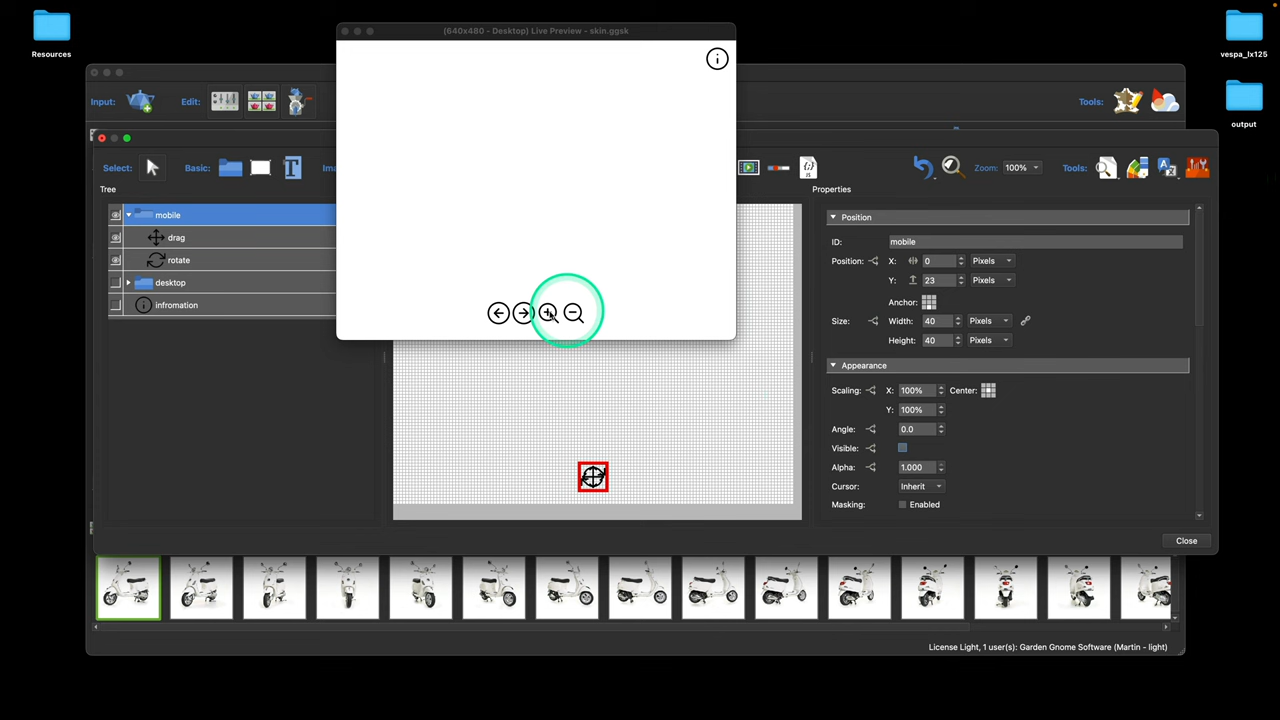 Resources
vespa_lx125
output
(640x480 - Desktop) Live Preview - skin.ggsk
Input:
Edit:
Tools:
Select:
Basic:
T
Zoom: 100%
Tools:
Tree
Properties
mobile
drag
rotate
desktop
infromation
Position
ID: mobile
Position: X: 0 Pixels
Y: 23 Pixels
Anchor:
Size: Width: 40 Pixels
Height: 40 Pixels
Appearance
Scaling: X: 100% Center:
Y: 100%
Angle: 0.0
Visible:
Alpha: 1.000
Cursor: Inherit
Masking: Enabled
Close
License Light, 1 user(s): Garden Gnome Software (Martin - light)